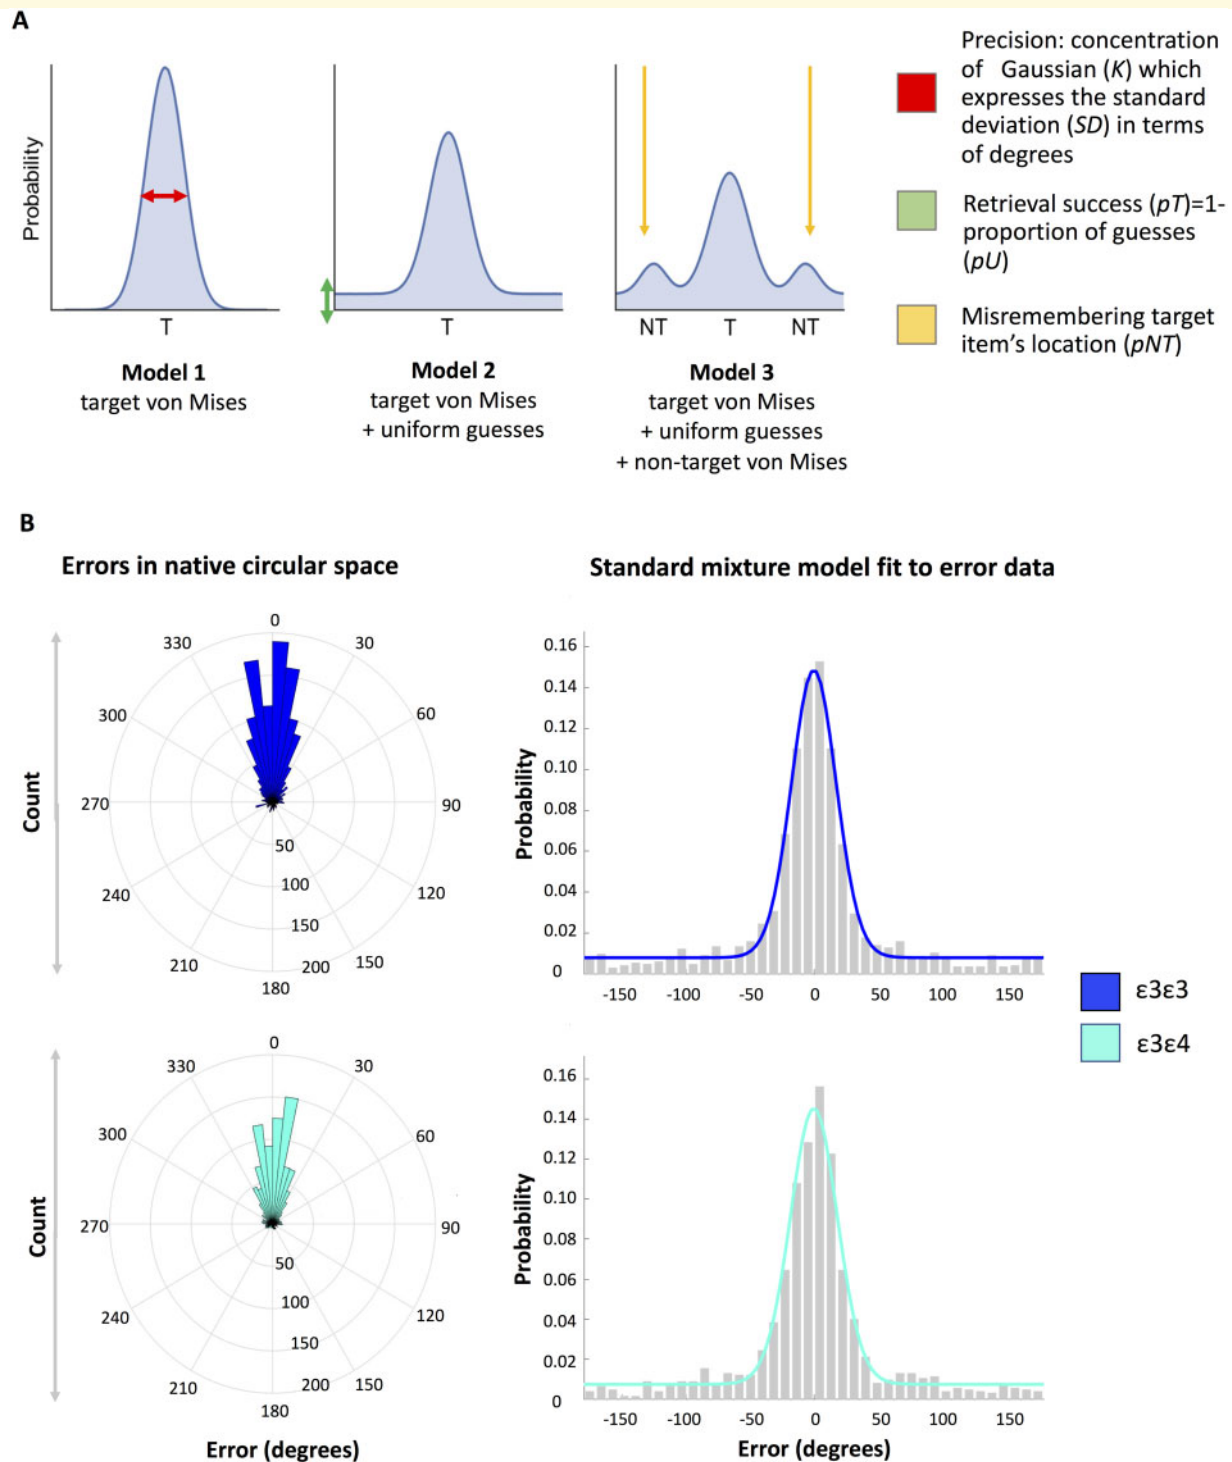 A
Probability
T
Model 1
target von Mises
T
Model 2
target von Mises
+ uniform guesses
NT T NT
Model 3
target von Mises
+ uniform guesses
+ non-target von Mises
Precision: concentration
of Gaussian (K) which
expresses the standard
deviation (SD) in terms
of degrees
Retrieval success (pT)=1-
proportion of guesses
(pU)
Misremembering target
item's location (pNT)
B
Errors in native circular space
Count
0
330 30
300 60
270 90
50
240 100 120
150
210 200 150
180
Standard mixture model fit to error data
Probability
0.16
0.14
0.12
0.10
0.08
0.06
0.04
0.02
0
-150 -100 -50 0 50 100 150
ε3ε3
ε3ε4
Count
0
330 30
300 60
270 90
50
100
240 120
150
210 200 150
180
Error (degrees)
Probability
0.16
0.14
0.12
0.10
0.08
0.06
0.04
0.02
0
-150 -100 -50 0 50 100 150
Error (degrees)